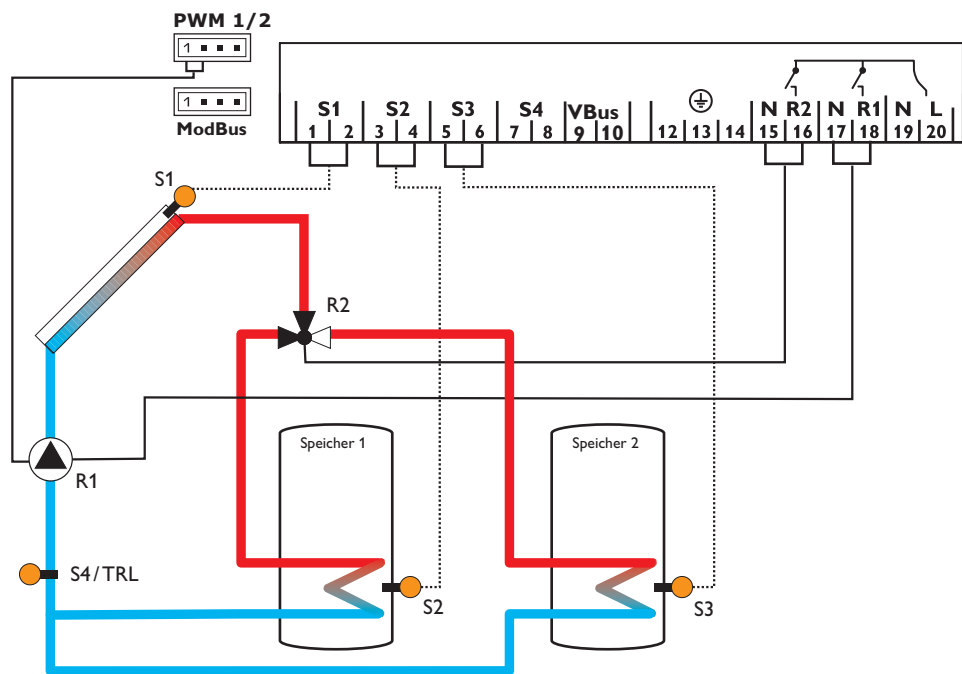 PWM 1/2
1
1
ModBus
S1 S2 S3 S4 VBus N R2 N R1 N L
1 2 3 4 5 6 7 8 9 10 12 13 14 15 16 17 18 19 20
S1
R2
Speicher 1
Speicher 2
R1
S4/TRL
S2
S3